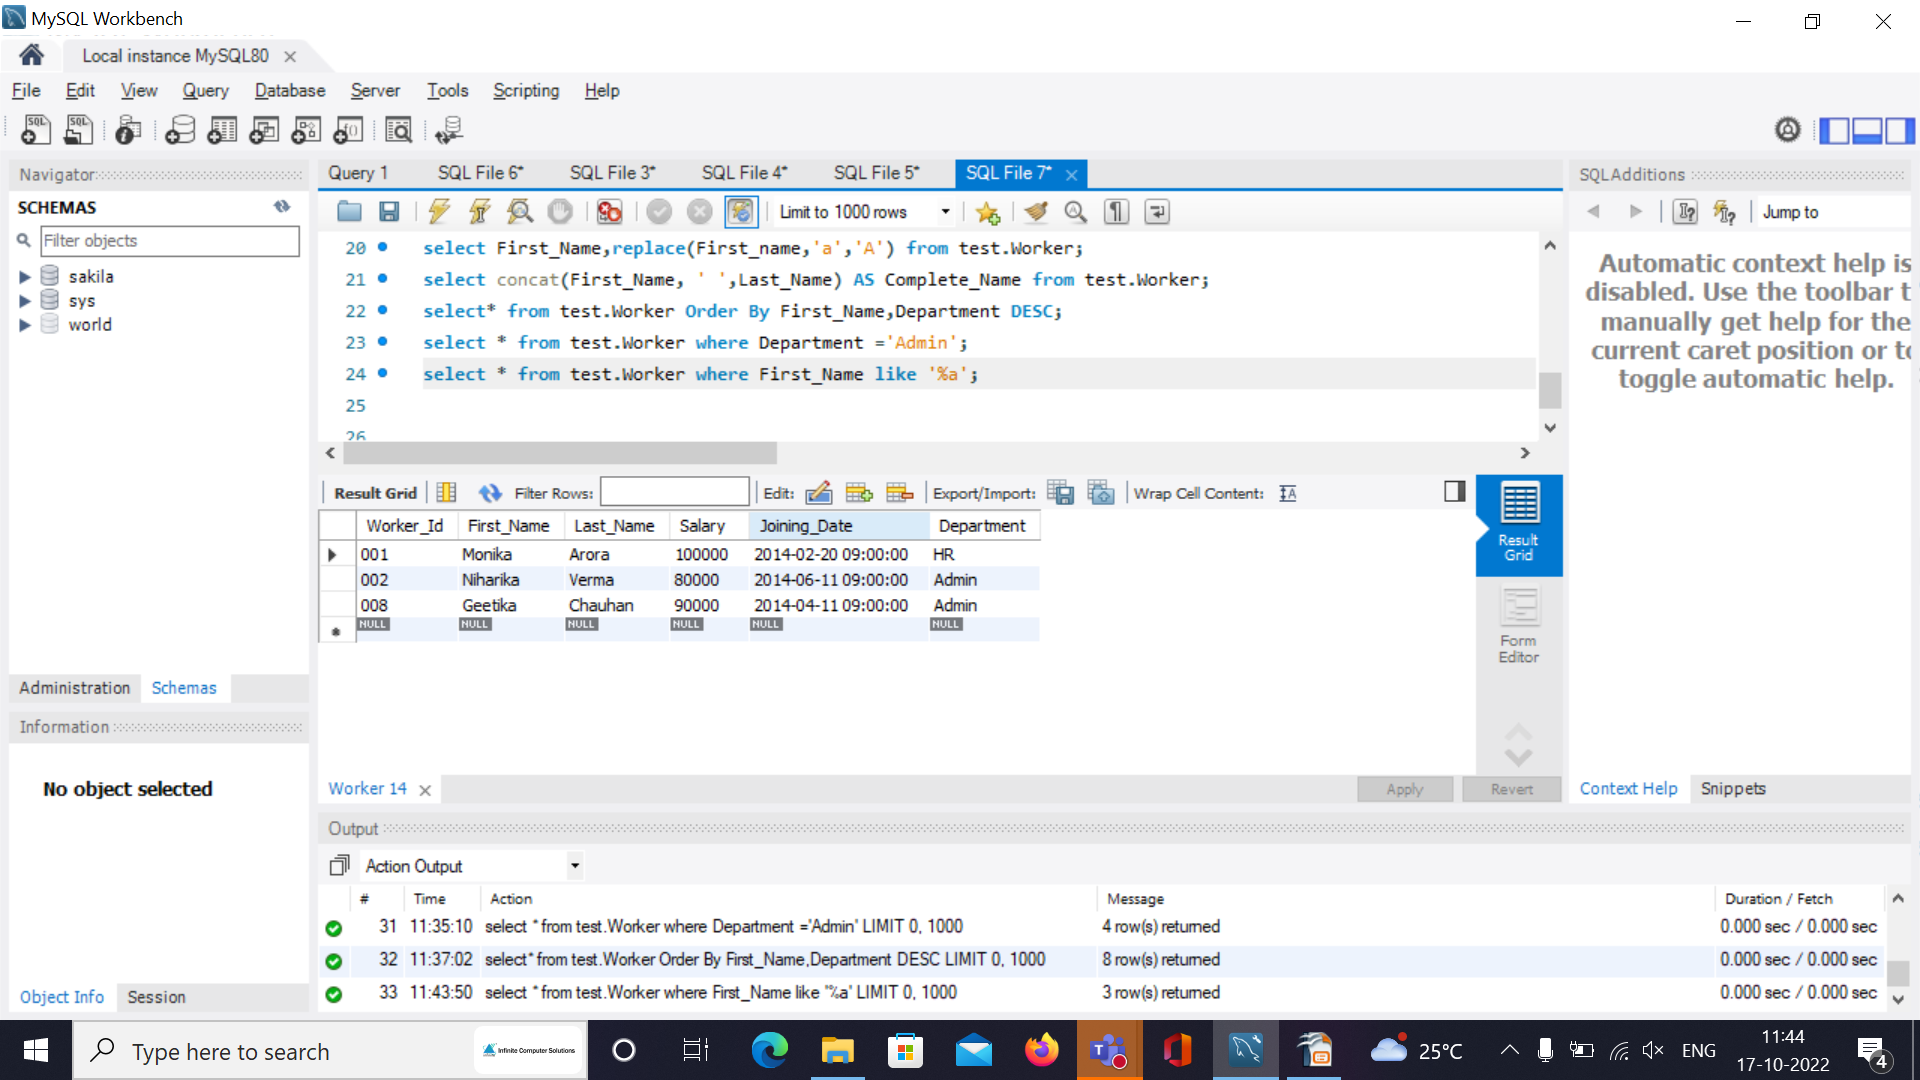 MySQL Workbench
Local instance MySQL80
File Edit View Query Database Server Tools Scripting Help
Navigator
SCHEMAS
Filter objects
sakila
sys
world
Administration Schemas
Information
No object selected
Object Info Session
Query 1 SQL File 6* SQL File 3* SQL File 4* SQL File 5* SQL File 7*
Limit to 1000 rows
20 select First_Name,replace(First_name,'a','A') from test.Worker;
21 select concat(First_Name, ' ',Last_Name) AS Complete_Name from test.Worker;
22 select* from test.Worker Order By First_Name,Department DESC;
23 select * from test.Worker where Department ='Admin';
24 select * from test.Worker where First_Name like '%a';
25
26
Result Grid Filter Rows: Edit: Export/Import: Wrap Cell Content:
Worker_Id First_Name Last_Name Salary Joining_Date Department
001 Monika Arora 100000 2014-02-20 09:00:00 HR
002 Niharika Verma 80000 2014-06-11 09:00:00 Admin
008 Geetika Chauhan 90000 2014-04-11 09:00:00 Admin
NULL NULL NULL NULL NULL NULL
Result
Grid
Form
Editor
Worker 14
Apply Revert
SQLAdditions
Jump to
Automatic context help is
disabled. Use the toolbar t
manually get help for the
current caret position or to
toggle automatic help.
Context Help Snippets
Output
Action Output
# Time Action Message Duration / Fetch
31 11:35:10 select * from test.Worker where Department ='Admin' LIMIT 0, 1000 4 row(s) returned 0.000 sec / 0.000 sec
32 11:37:02 select* from test.Worker Order By First_Name,Department DESC LIMIT 0, 1000 8 row(s) returned 0.000 sec / 0.000 sec
33 11:43:50 select * from test.Worker where First_Name like '%a' LIMIT 0, 1000 3 row(s) returned 0.000 sec / 0.000 sec
Type here to search
Infinite Computer Solutions
25°C
ENG
11:44
17-10-2022
4